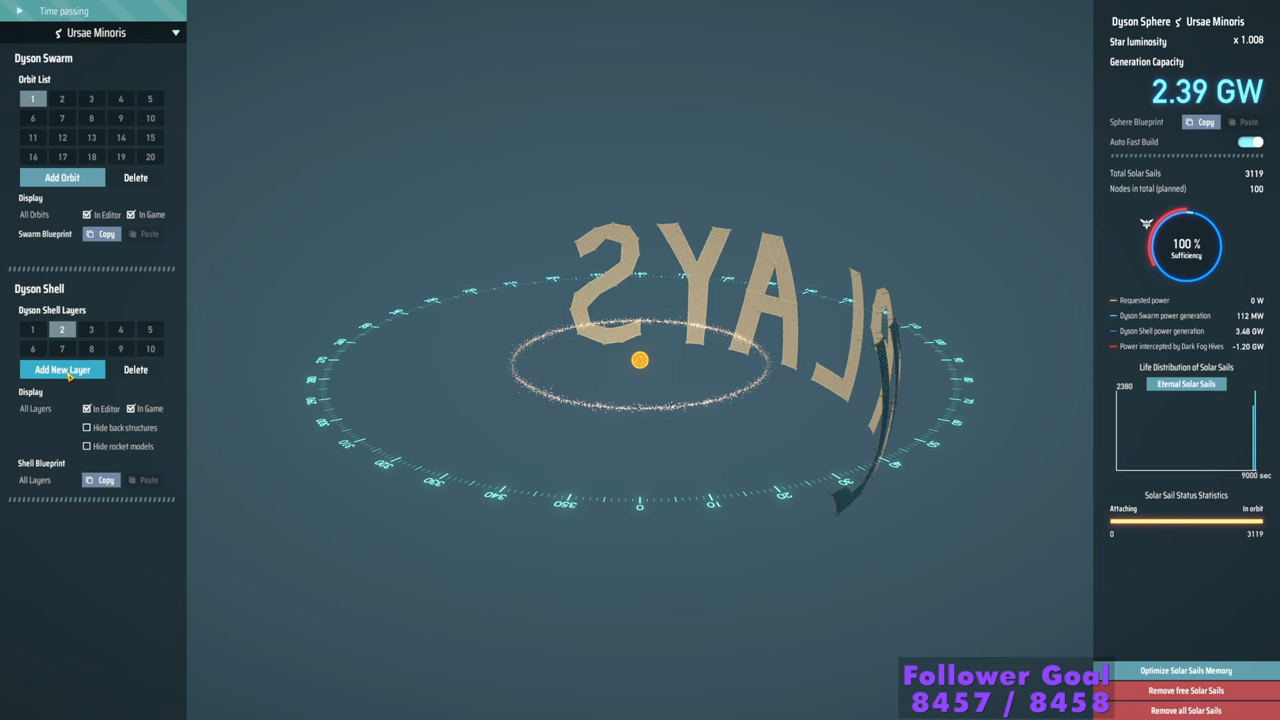 Time passing
Ursae Minoris
Dyson Swarm
Orbit List
1 2 3 4 5
6 7 8 9 10
11 12 13 14 15
16 17 18 19 20
Add Orbit Delete
Display
All Orbits In Editor In Game
Swarm Blueprint Copy Paste
Dyson Shell
Dyson Shell Layers
1 2 3 4 5
6 7 8 9 10
Add New Layer Delete
Display
All Layers In Editor In Game
Hide back structures
Hide rocket models
Shell Blueprint
All Layers Copy Paste
SYAL
330 340 350 0 10 20 30
Dyson Sphere Ursae Minoris
Star luminosity x 1.008
Generation Capacity
2.39 GW
Sphere Blueprint Copy Paste
Auto Fast Build
Total Solar Sails 3119
Nodes in total (planned) 100
100 %
Sufficiency
Requested power 0 W
Dyson Swarm power generation 112 MW
Dyson Shell power generation 3.48 GW
Power intercepted by Dark Fog Hives -1.20 GW
Life Distribution of Solar Sails
2380 Eternal Solar Sails
9000 sec
Solar Sail Status Statistics
Attaching In orbit
0 3119
Optimize Solar Sails Memory
Remove free Solar Sails
Remove all Solar Sails
Follower Goal
8457 / 8458